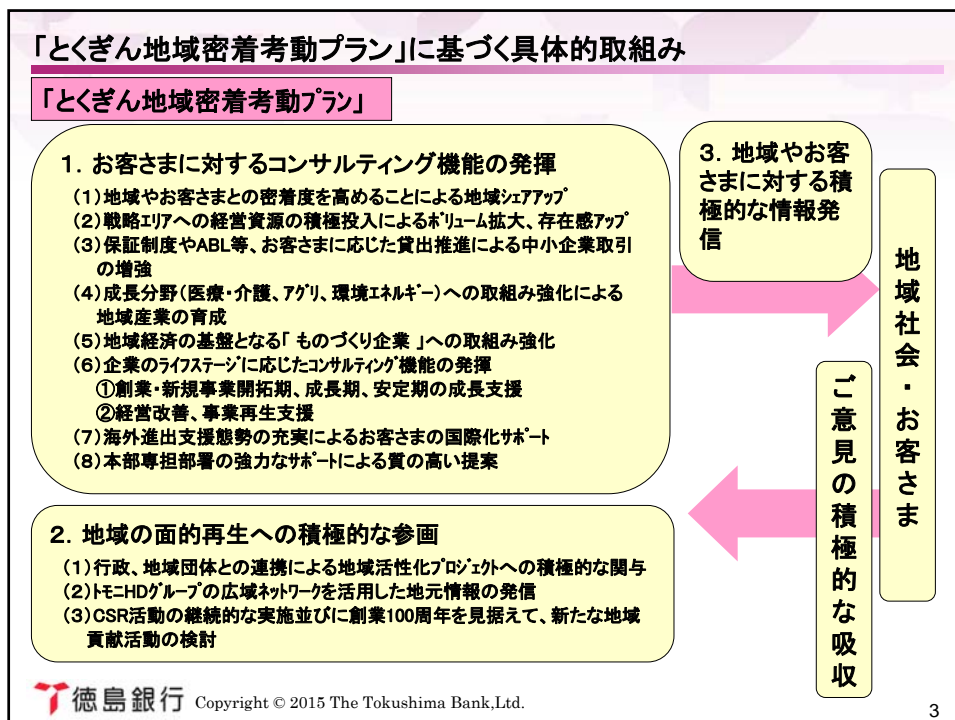 「とくぎん地域密着考動プラン」に基づく具体的取組み
「とくぎん地域密着考動ﾌﾟﾗﾝ」
１．お客さまに対するコンサルティング機能の発揮
（１）地域やお客さまとの密着度を高めることによる地域ｼｪｱｱｯﾌﾟ
（２）戦略ｴﾘｱへの経営資源の積極投入によるﾎﾞﾘｭｰﾑ拡大、存在感ｱｯﾌﾟ
（３）保証制度やABL等、お客さまに応じた貸出推進による中小企業取引
の増強
（４）成長分野（医療・介護、ｱｸﾞﾘ、環境ｴﾈﾙｷﾞｰ）への取組み強化による
地域産業の育成
（５）地域経済の基盤となる「 ものづくり企業 」への取組み強化
（６）企業のﾗｲﾌｽﾃｰｼﾞに応じたｺﾝｻﾙﾃｨﾝｸﾞ機能の発揮
①創業・新規事業開拓期、成長期、安定期の成長支援
②経営改善、事業再生支援
（７）海外進出支援態勢の充実によるお客さまの国際化ｻﾎﾟｰﾄ
（８）本部専担部署の強力なｻﾎﾟｰﾄによる質の高い提案
２．地域の面的再生への積極的な参画
（１）行政、地域団体との連携による地域活性化ﾌﾟﾛｼﾞｪｸﾄへの積極的な関与
（２）ﾄﾓﾆHDｸﾞﾙｰﾌﾟの広域ﾈｯﾄﾜｰｸを活用した地元情報の発信
（３）CSR活動の継続的な実施並びに創業100周年を見据えて、新たな地域
貢献活動の検討
３．地域やお客
さまに対する積
極的な情報発
信
地域社会・お客さま
ご意見の積極的な吸収
徳島銀行
Copyright © 2015 The Tokushima Bank,Ltd.
3